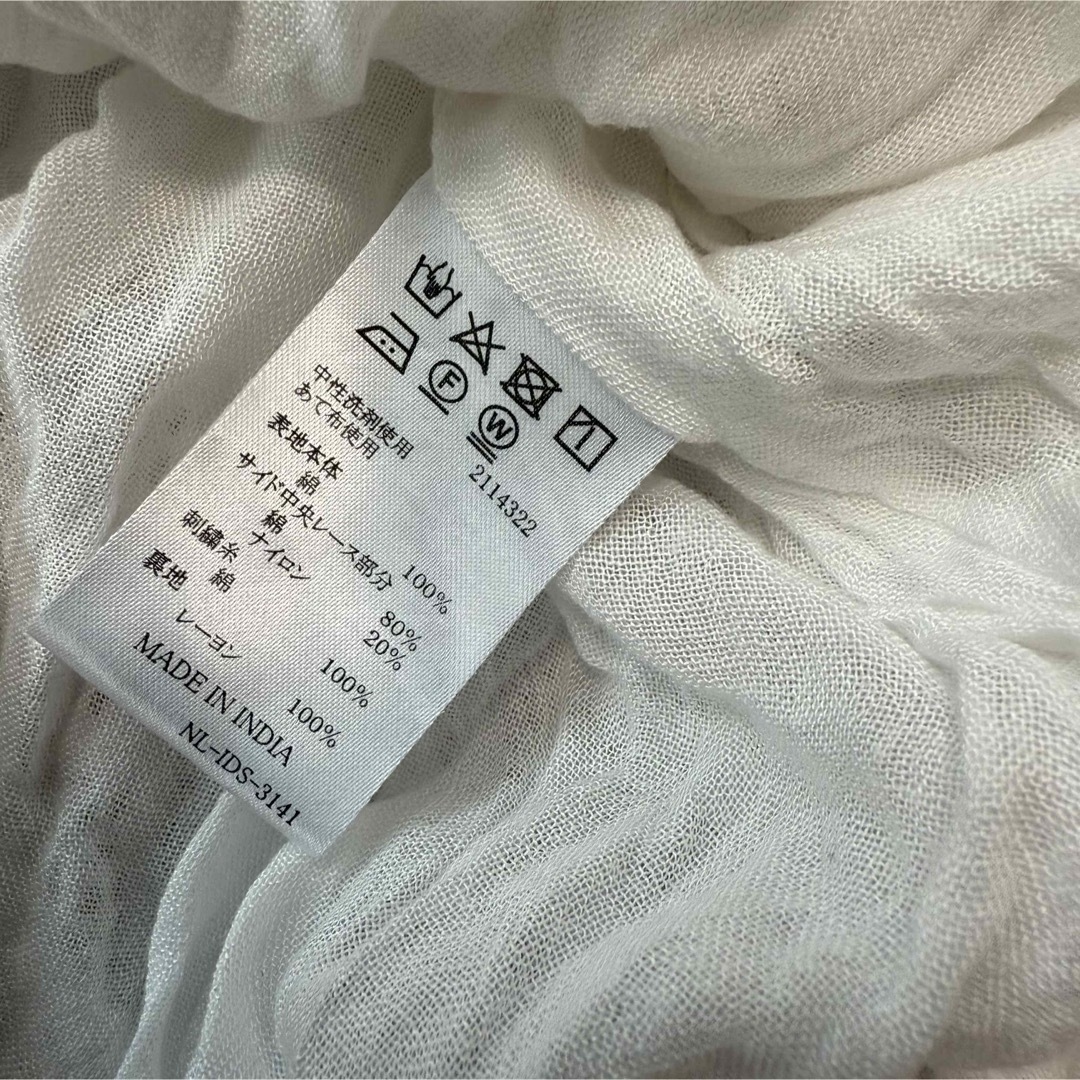 F
W
中性洗剤使用
あて布使用
2114322
表地本体
綿 100%
サイド中央レース部分
綿 80%
ナイロン 20%
刺繍糸
綿 100%
裏地
レーヨン 100%
MADE IN INDIA
NL-IDS-3141